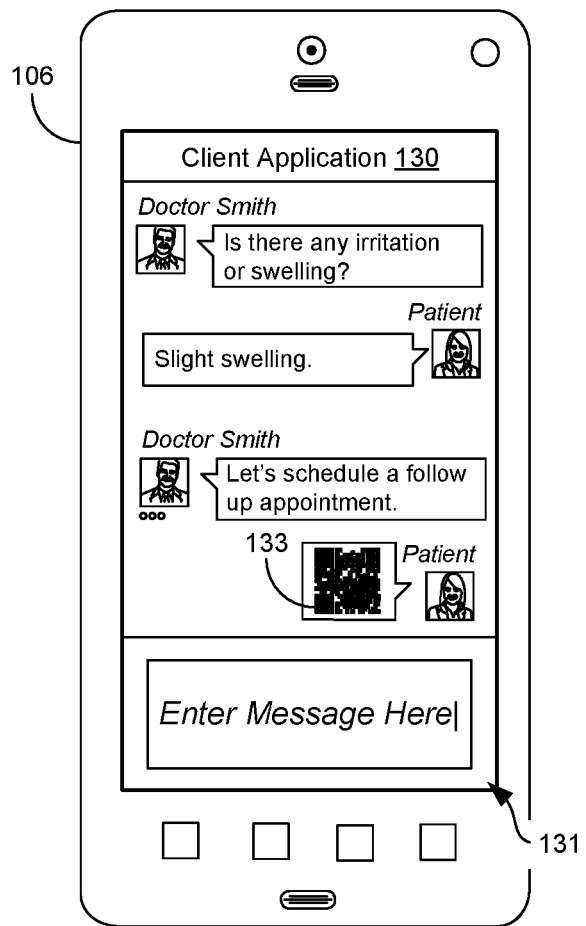 106
Client Application 130
Doctor Smith
Is there any irritation
or swelling?
Patient
Slight swelling.
Doctor Smith
Let's schedule a follow
up appointment.
133
Patient
Enter Message Here
131